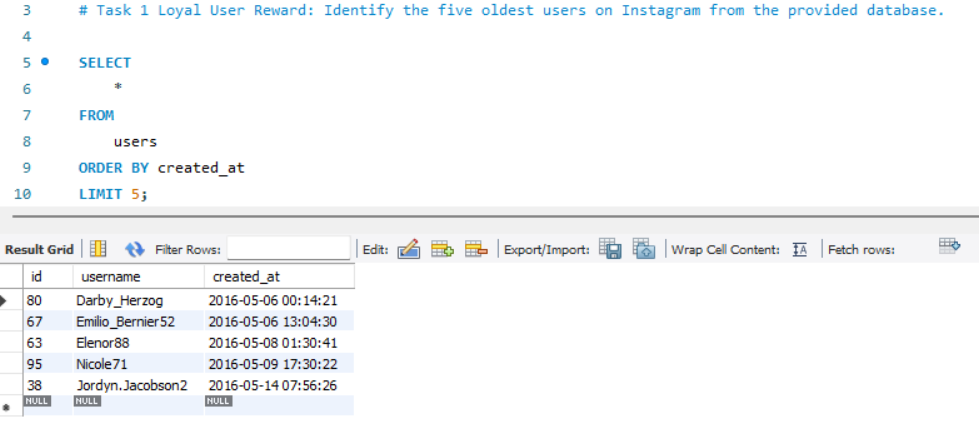 3 # Task 1 Loyal User Reward: Identify the five oldest users on Instagram from the provided database.
4
5 SELECT
6 *
7 FROM
8 users
9 ORDER BY created_at
10 LIMIT 5;
Result Grid Filter Rows: Edit: Export/Import: Wrap Cell Content: IA Fetch rows:
id username created_at
80 Darby_Herzog 2016-05-06 00:14:21
67 Emilio_Bernier52 2016-05-06 13:04:30
63 Elenor88 2016-05-08 01:30:41
95 Nicole71 2016-05-09 17:30:22
38 Jordyn.Jacobson2 2016-05-14 07:56:26
NULL NULL NULL